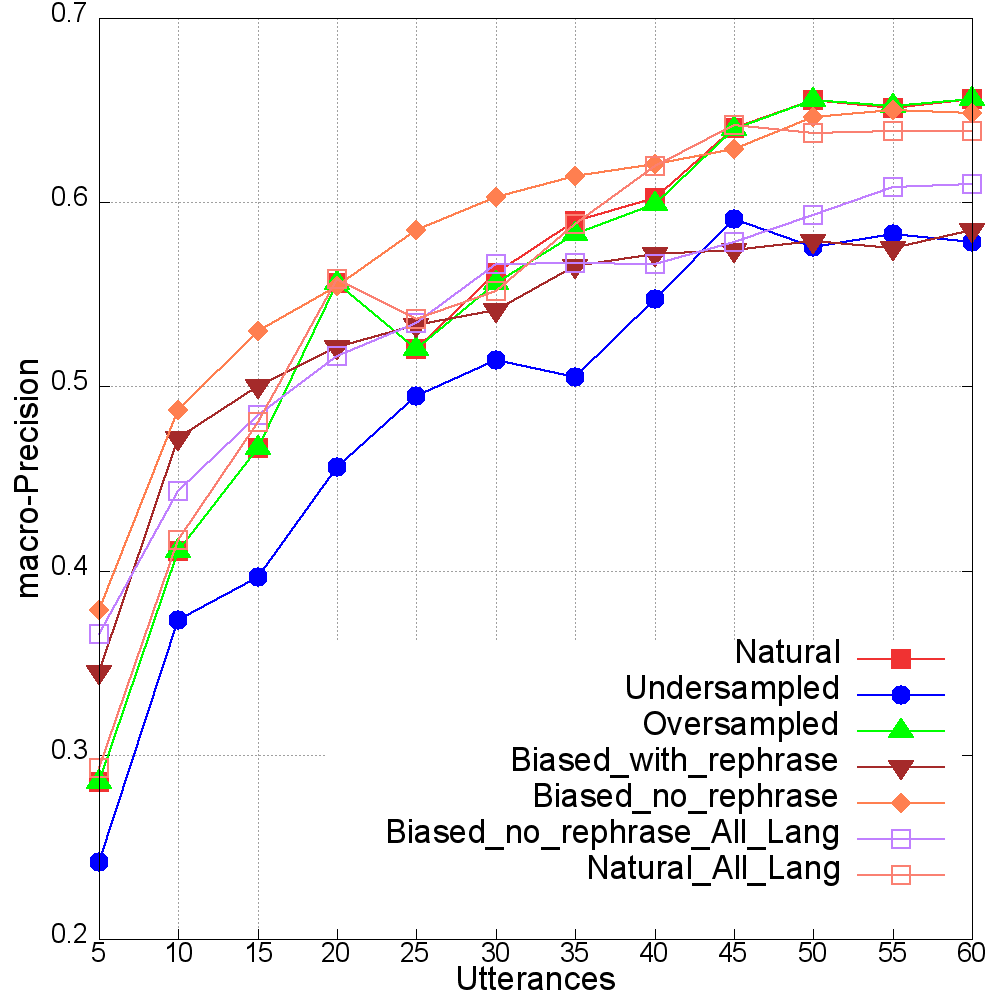 0.7
0.6
0.5
0.4
0.3
0.2
macro-Precision
Natural
Undersampled
Oversampled
Biased_with_rephrase
Biased_no_rephrase
Biased_no_rephrase_All_Lang
Natural_All_Lang
5 10 15 20 25 30 35 40 45 50 55 60
Utterances